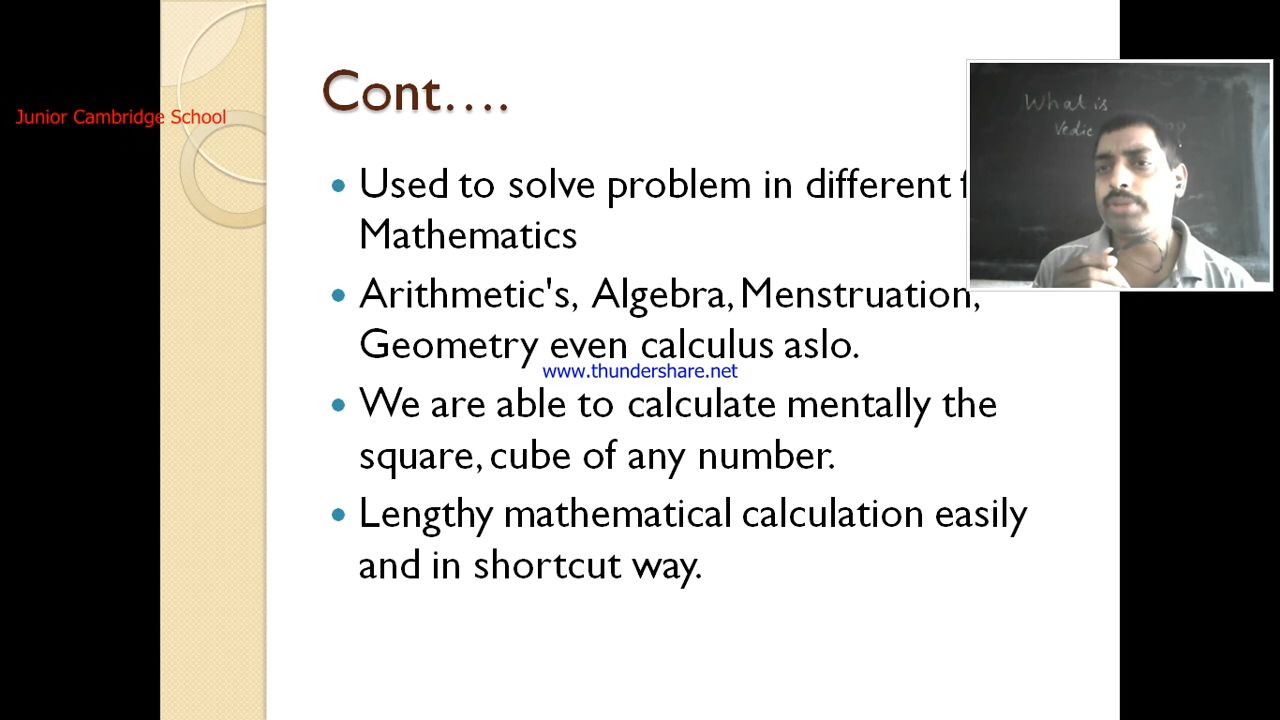 Cont….
Junior Cambridge School
What is
Vedic
Used to solve problem in different
Mathematics
Arithmetic's, Algebra, Menstruation,
Geometry even calculus aslo.
www.thundershare.net
We are able to calculate mentally the
square, cube of any number.
Lengthy mathematical calculation easily
and in shortcut way.